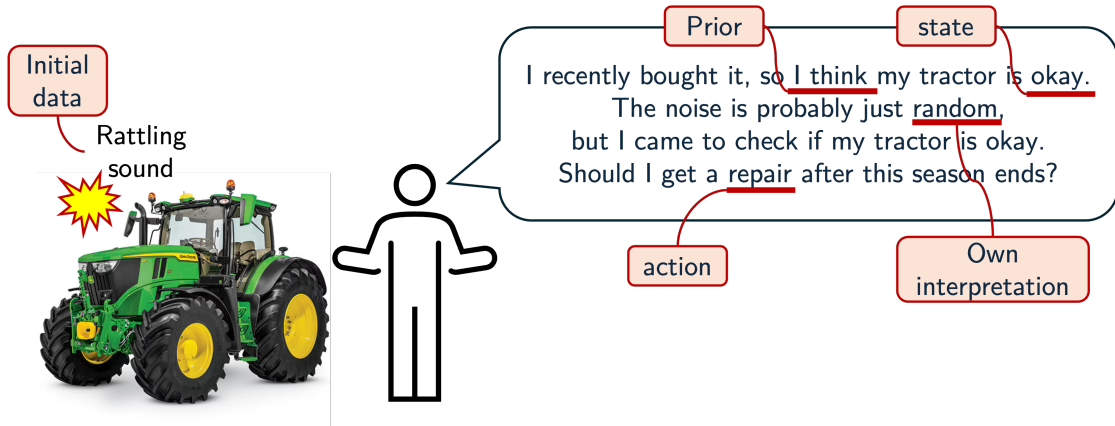 Initial
data
Rattling
sound
Prior
state
I recently bought it, so I think my tractor is okay.
The noise is probably just random,
but I came to check if my tractor is okay.
Should I get a repair after this season ends?
action
Own
interpretation